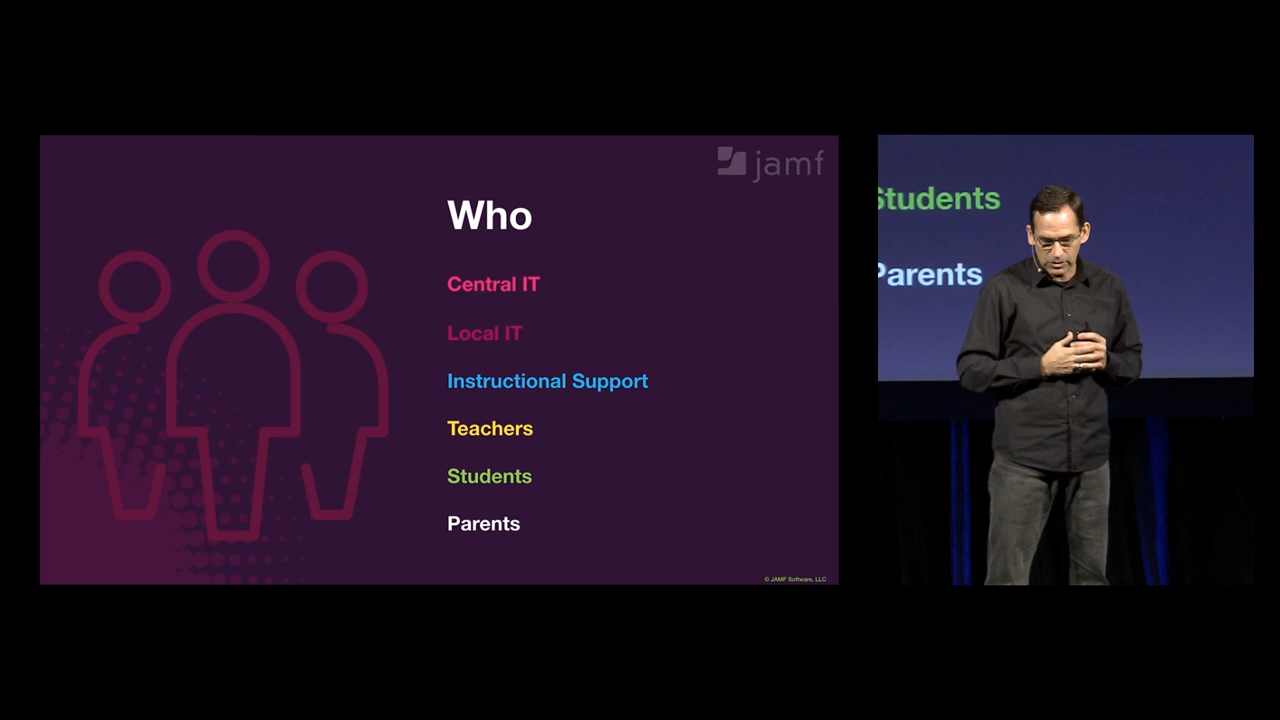 jamf
Who
Central IT
Local IT
Instructional Support
Teachers
Students
Parents
© JAMF Software, LLC
Students
Parents